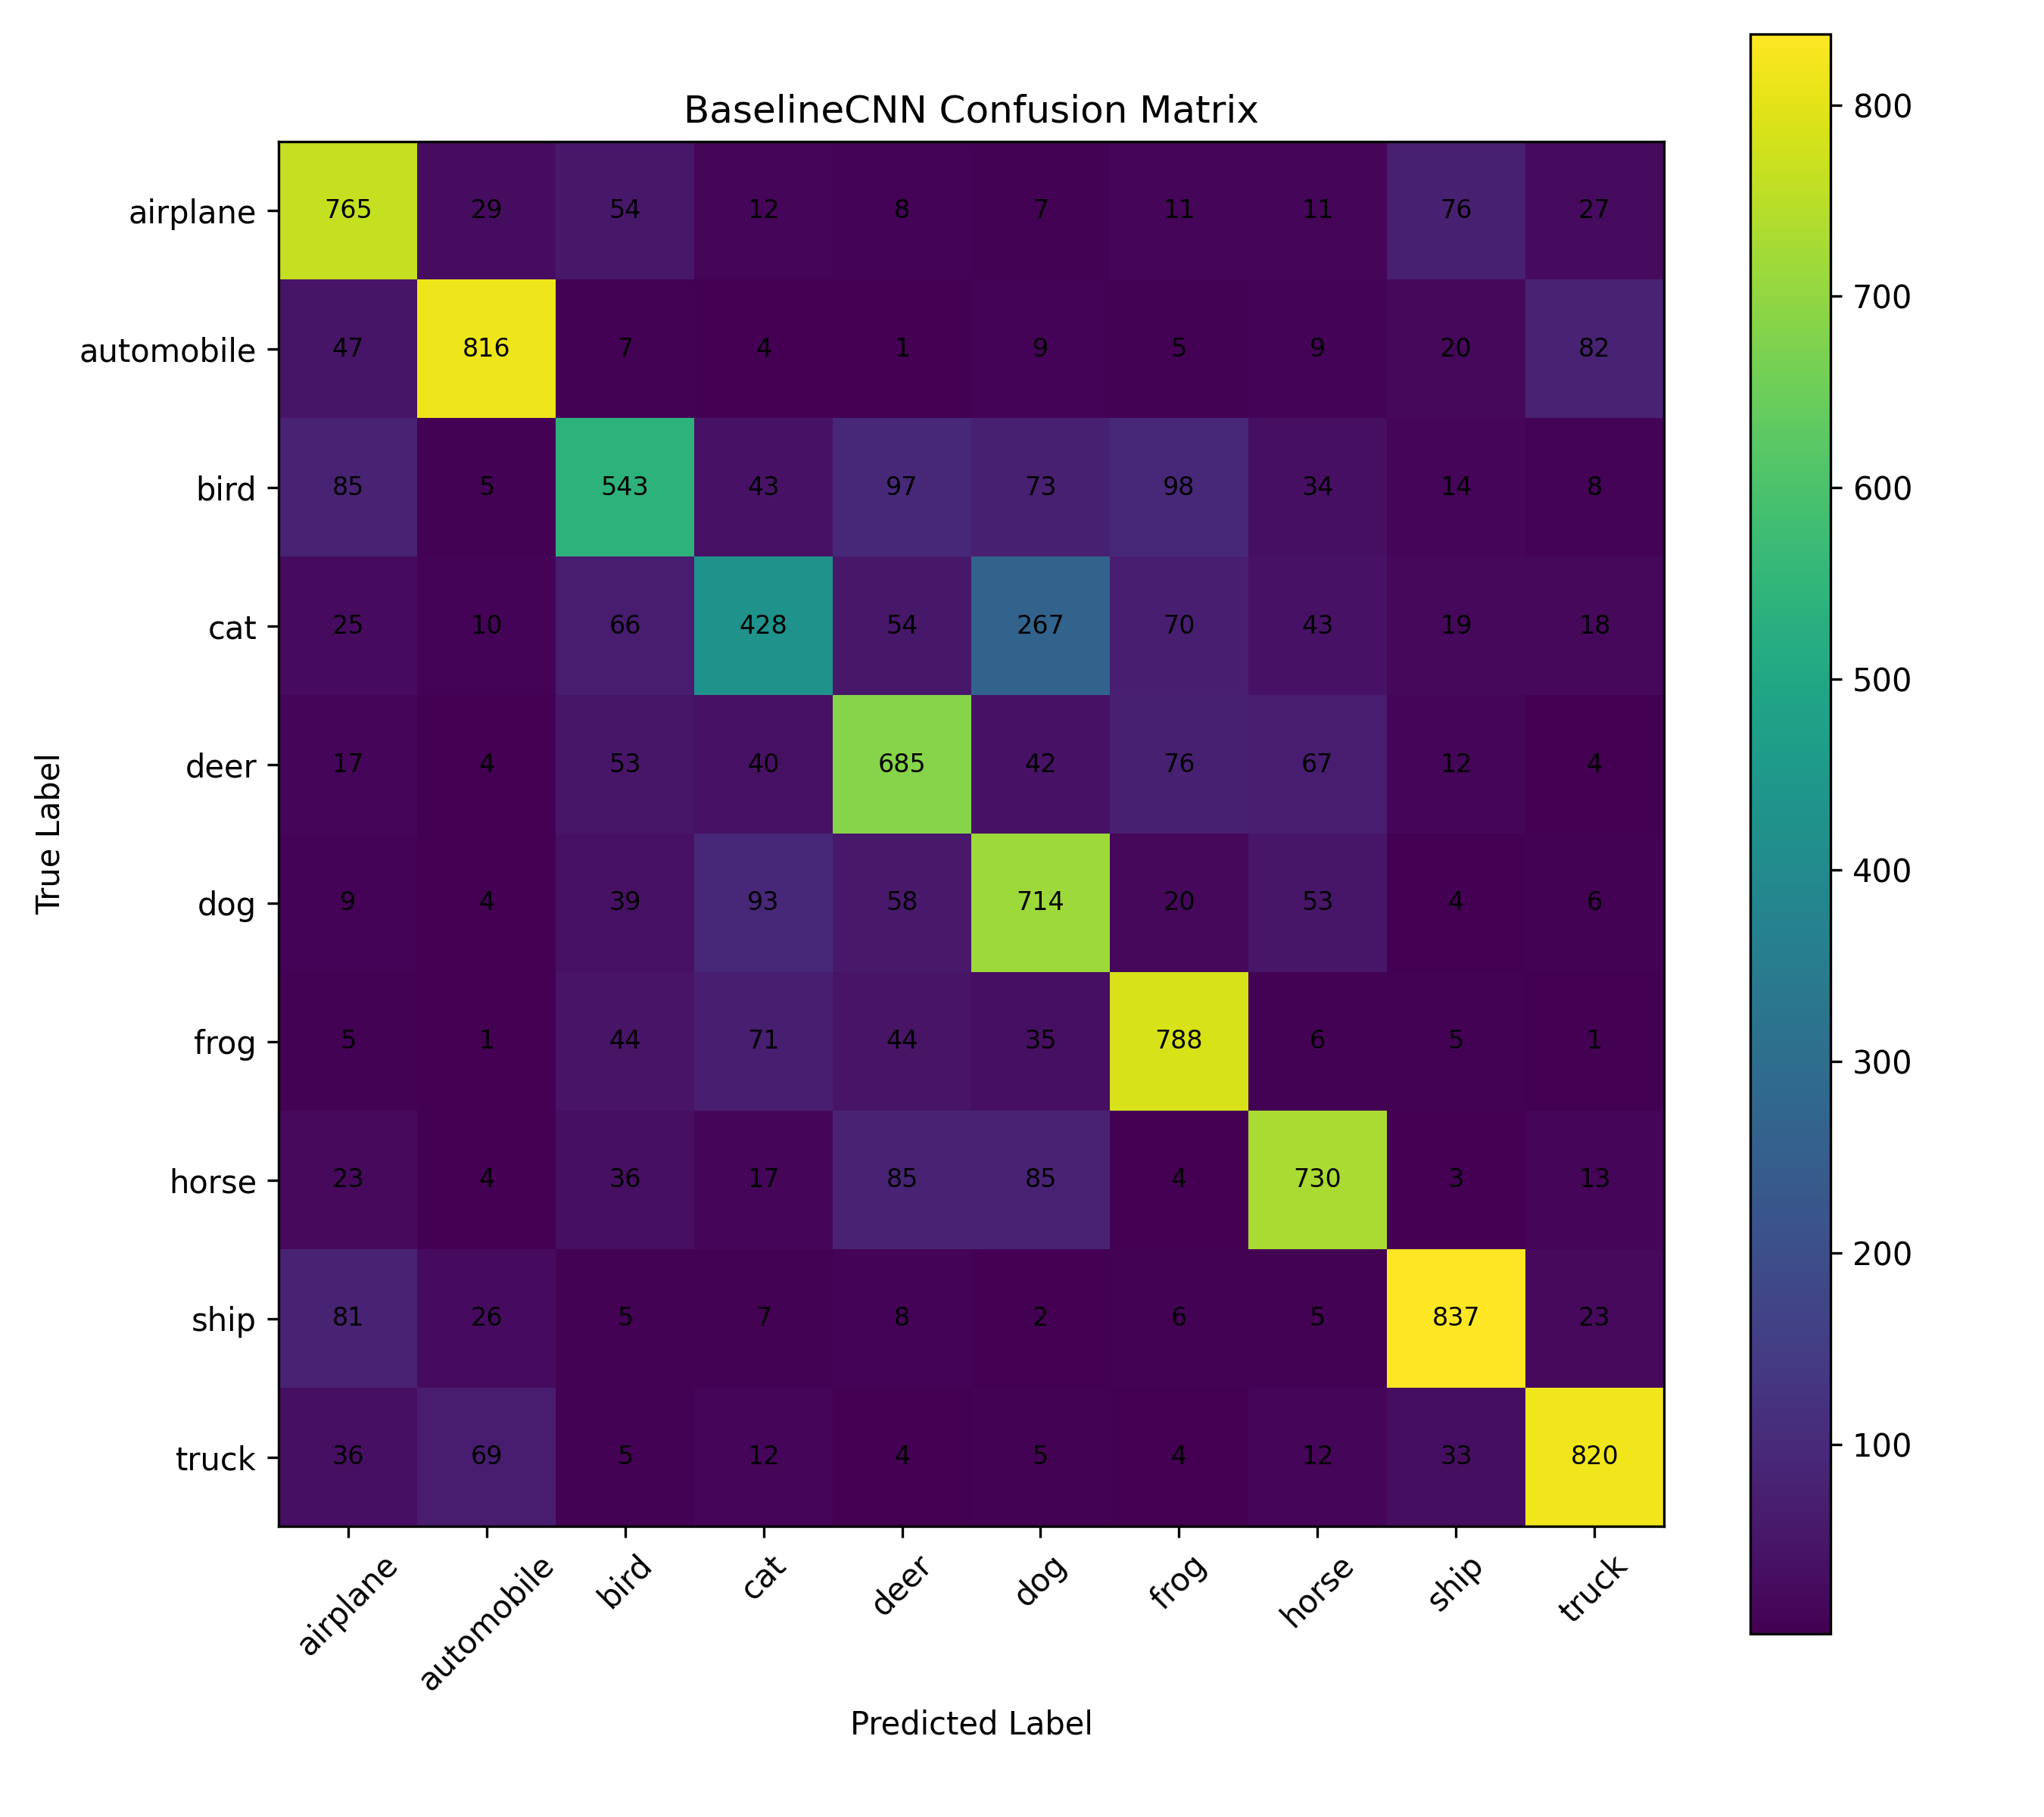 BaselineCNN Confusion Matrix
800
700
600
500
400
300
200
100
True Label
airplane 765 29 54 12 8 7 11 11 76 27
automobile 47 816 7 4 1 9 5 9 20 82
bird 85 5 543 43 97 73 98 34 14 8
cat 25 10 66 428 54 267 70 43 19 18
deer 17 4 53 40 685 42 76 67 12 4
dog 9 4 39 93 58 714 20 53 4 6
frog 5 1 44 71 44 35 788 6 5 1
horse 23 4 36 17 85 85 4 730 3 13
ship 81 26 5 7 8 2 6 5 837 23
truck 36 69 5 12 4 5 4 12 33 820
airplane automobile bird cat deer dog frog horse ship truck
Predicted Label